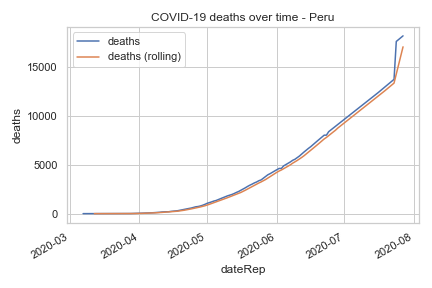 COVID-19 deaths over time - Peru
deaths
deaths (rolling)
deaths
15000
10000
5000
0
2020-03
2020-04
2020-05
2020-06
2020-07
2020-08
dateRep